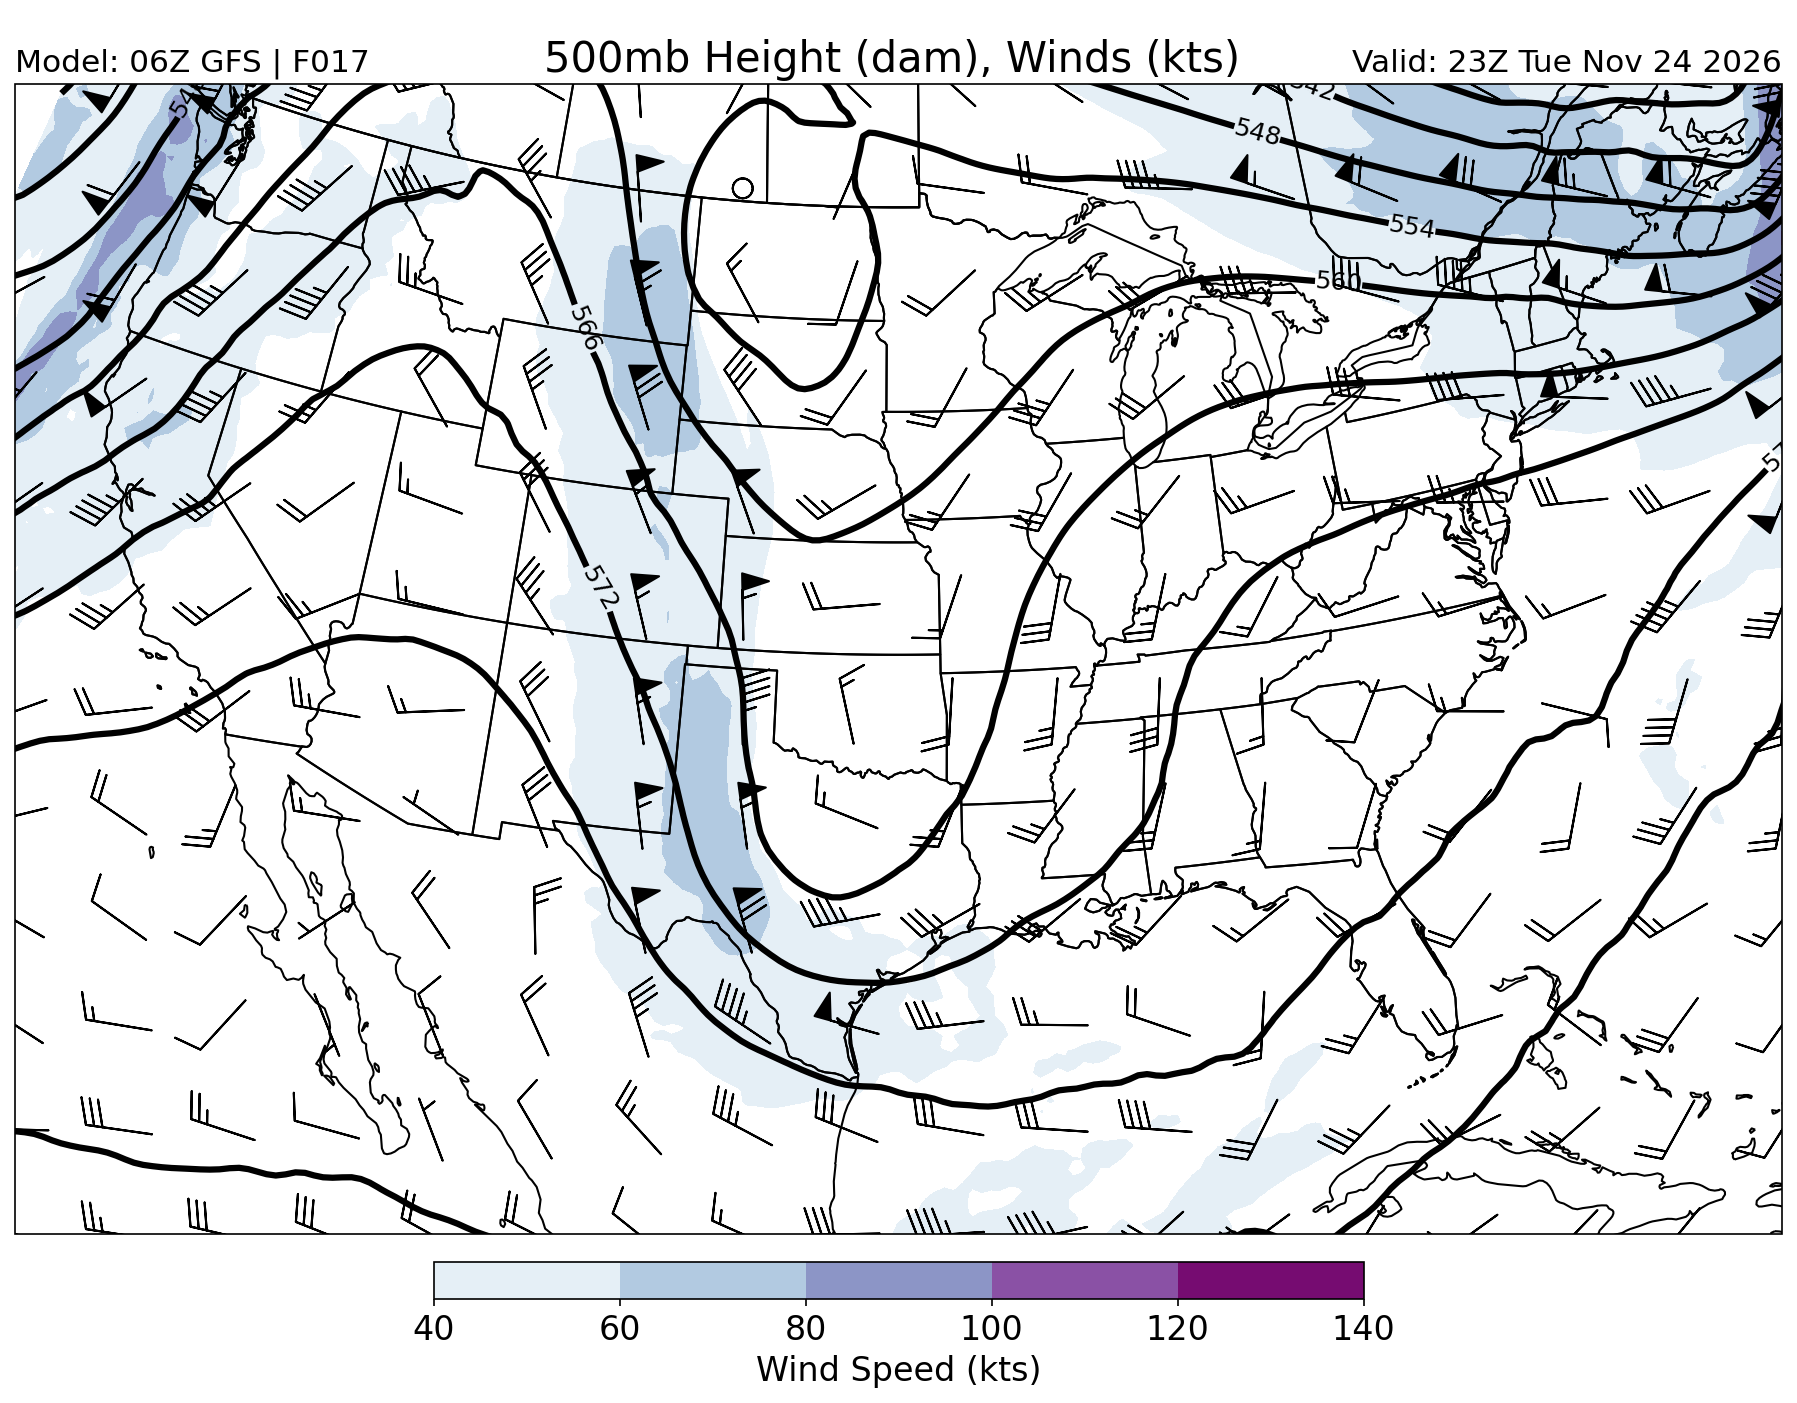 Model: 06Z GFS | F017
500mb Height (dam), Winds (kts)
Valid: 23Z Tue Nov 24 2026
542
548
554
560
566
572
40 60 80 100 120 140
Wind Speed (kts)